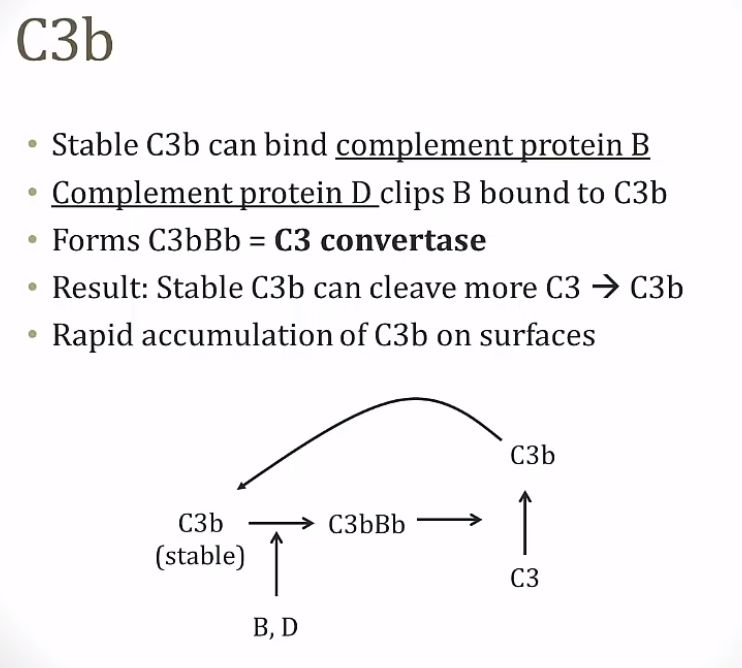 C3b
• Stable C3b can bind complement protein B
• Complement protein D clips B bound to C3b
• Forms C3bBb = C3 convertase
• Result: Stable C3b can cleave more C3 → C3b
• Rapid accumulation of C3b on surfaces
C3b
C3b
(stable)
C3bBb
C3
B, D